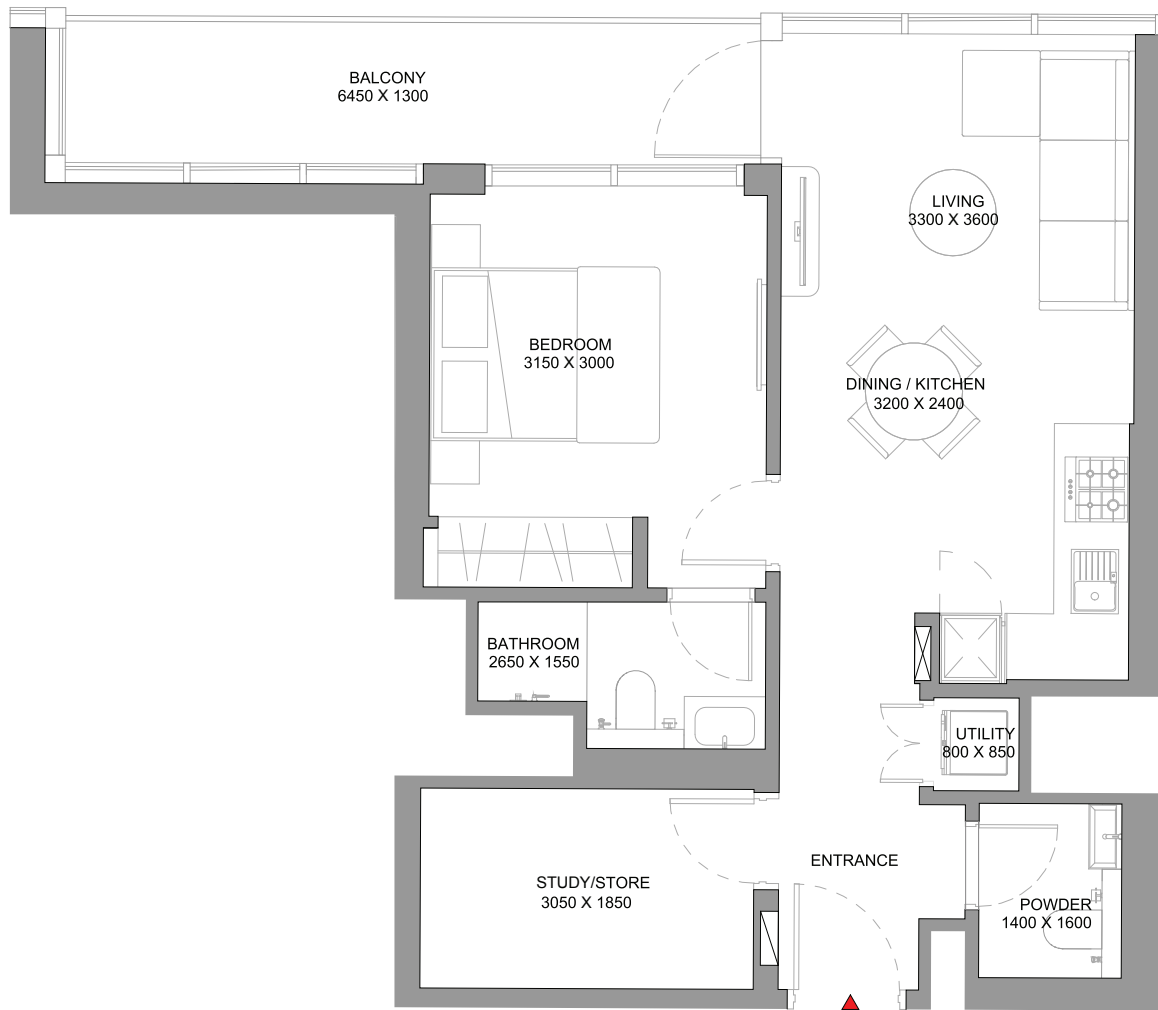 BALCONY
6450 X 1300
LIVING
3300 X 3600
BEDROOM
3150 X 3000
DINING / KITCHEN
3200 X 2400
BATHROOM
2650 X 1550
UTILITY
800 X 850
ENTRANCE
STUDY/STORE
3050 X 1850
POWDER
1400 X 1600